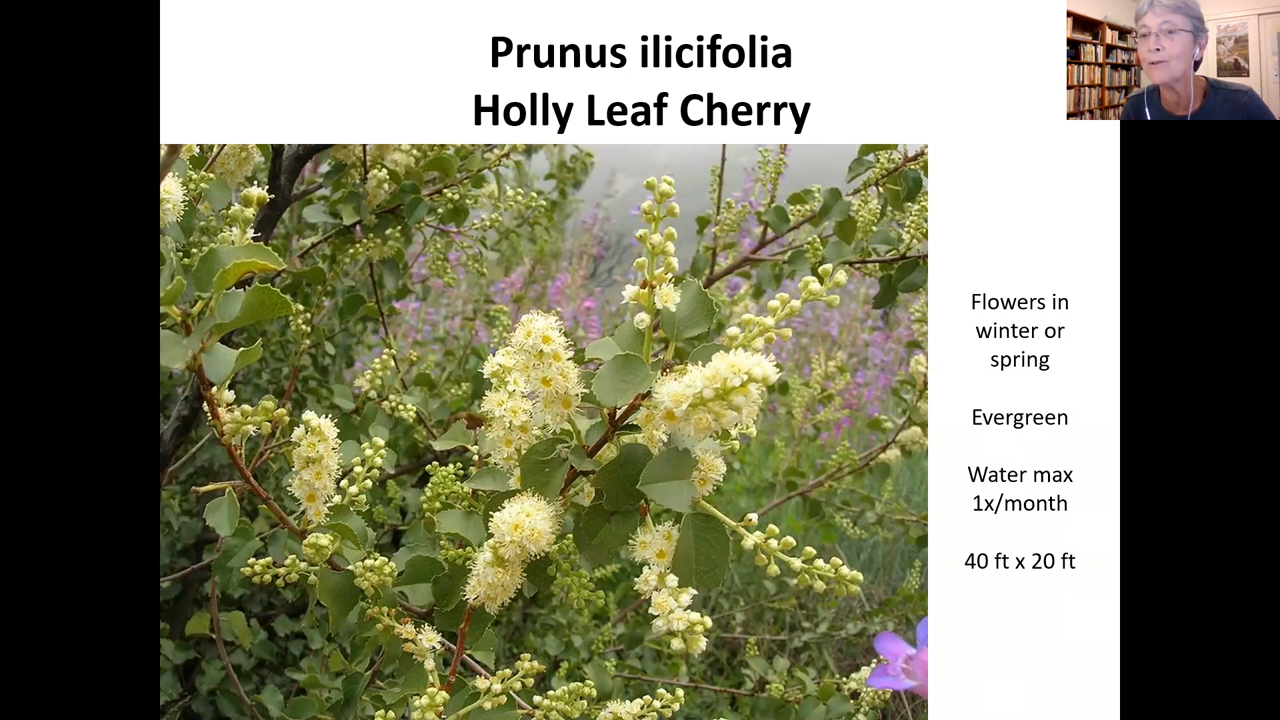 Prunus ilicifolia
Holly Leaf Cherry
Flowers in
winter or
spring
Evergreen
Water max
1x/month
40 ft x 20 ft